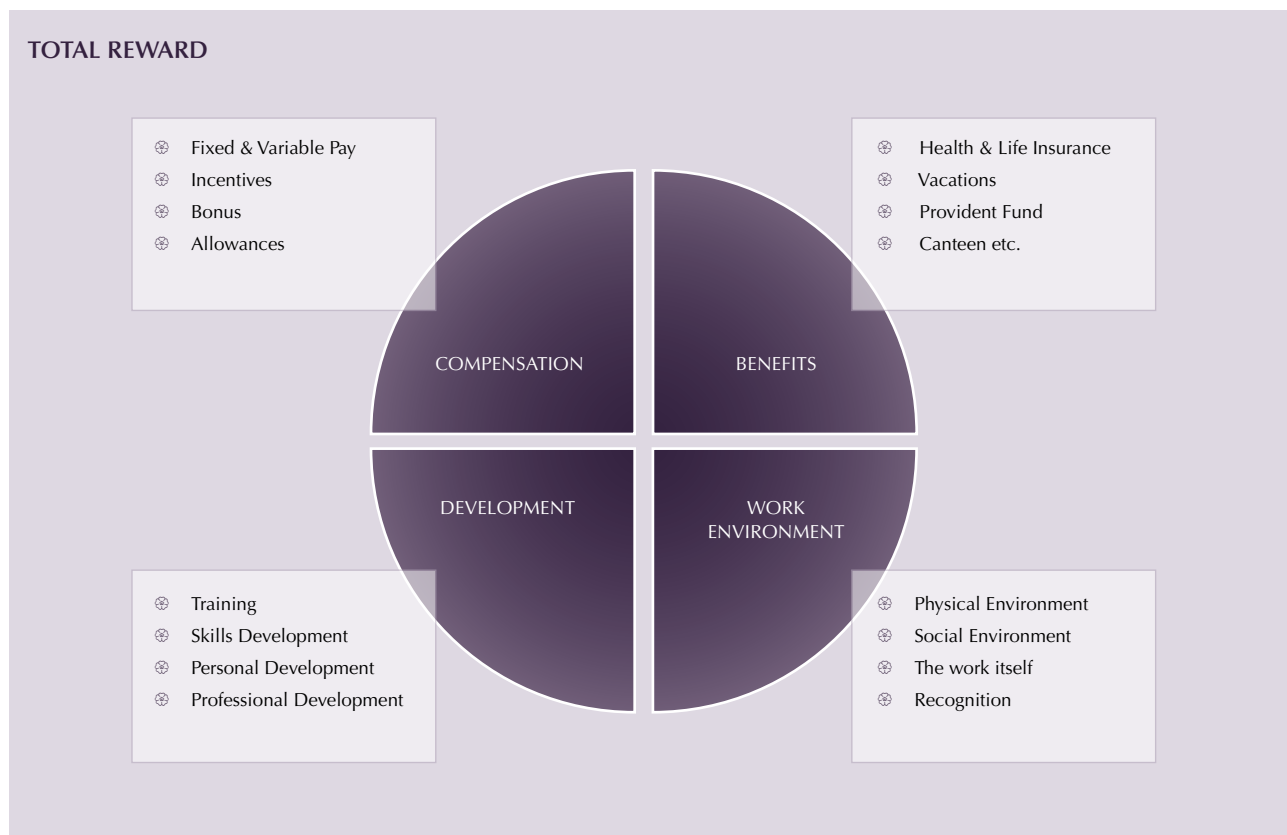 TOTAL REWARD
Fixed & Variable Pay
Incentives
Bonus
Allowances
Health & Life Insurance
Vacations
Provident Fund
Canteen etc.
COMPENSATION
BENEFITS
DEVELOPMENT
WORK
ENVIRONMENT
Training
Skills Development
Personal Development
Professional Development
Physical Environment
Social Environment
The work itself
Recognition